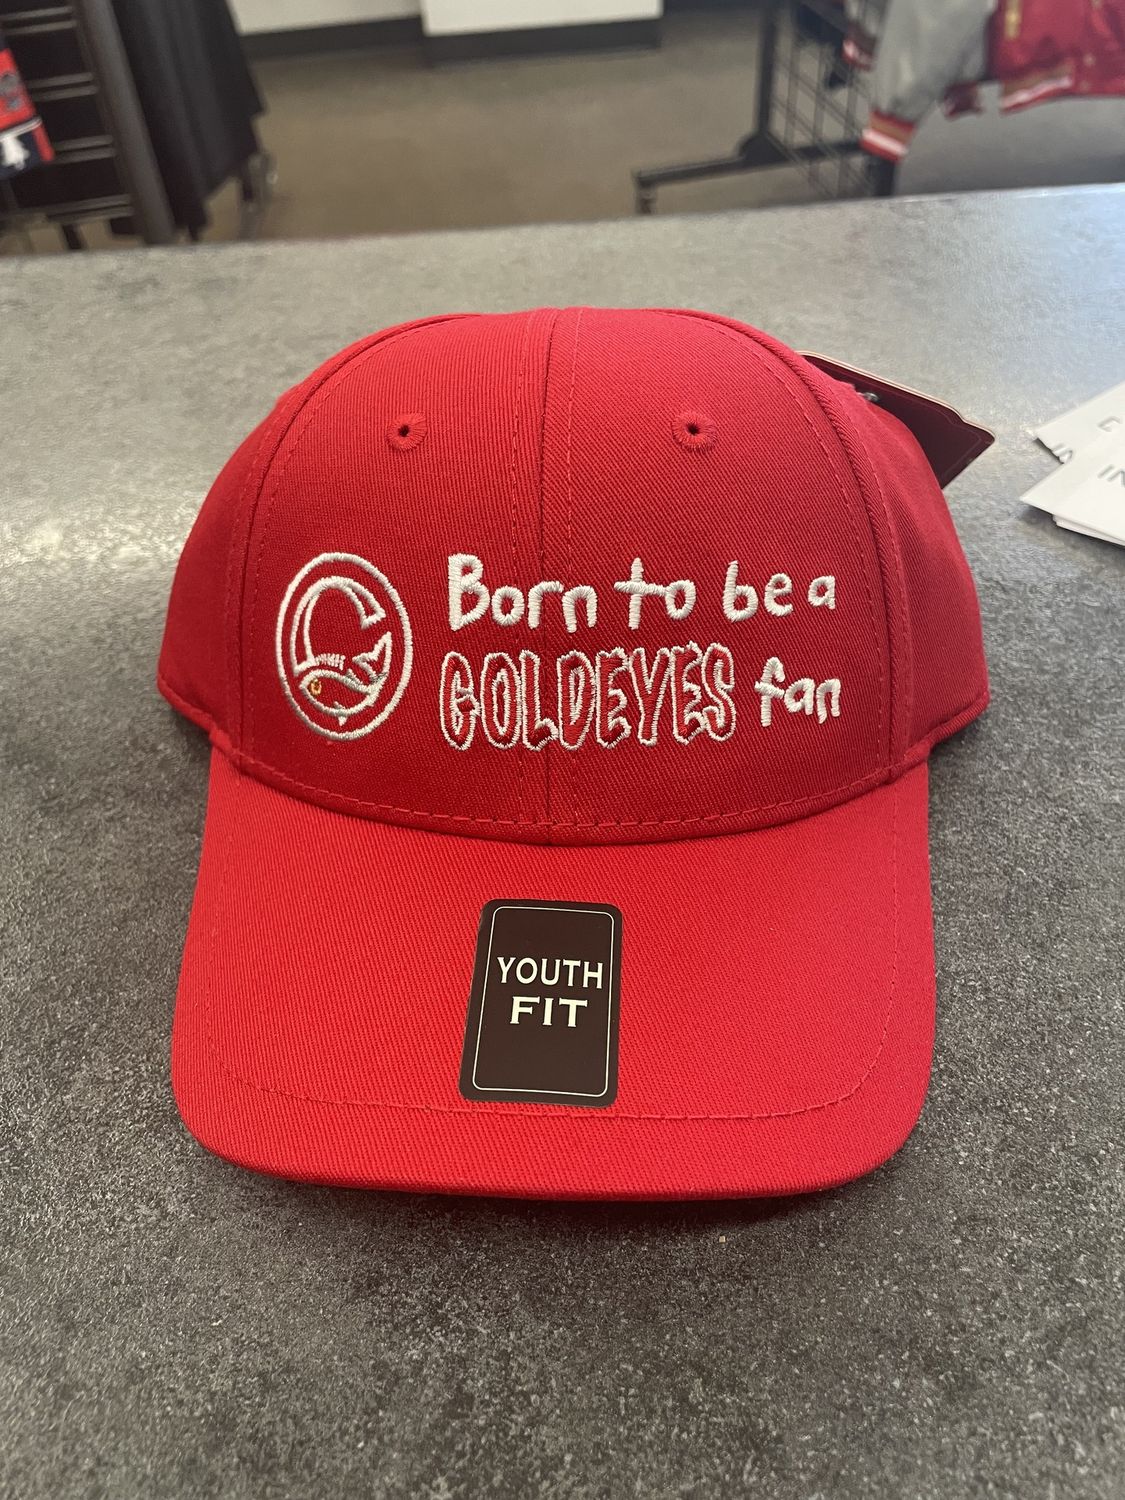 Born to be a
GOLDEYES fan
YOUTH
FIT